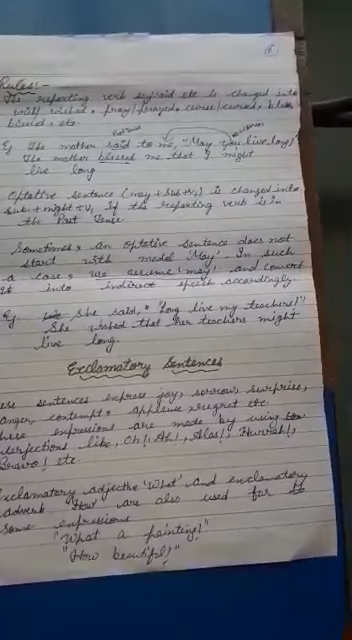 Rules:-
The reporting verb say/said etc is changed into
wish/wished, pray/prayed, curse/cursed, bless
blessed, etc.
Eg The mother said to me, "May you live long!"
The mother blessed me that I might
live long
Optative sentence (may + Sub + V1) is changed into
Sub + might + V1 If the reporting verb is in
the Past Tense.
Sometimes, an optative sentence does not
start with modal 'May'. In such
a case, we assume 'may' and convert
it into indirect speech accordingly.
Eg She said, "Long live my teachers!"
She wished that her teachers might
live long.
Exclamatory Sentences
ese sentences express joy, sorrow, surprise,
anger, contempt, applause, regret etc.
hese expressions are made by using
interjections like, Oh!, Ah!, Alas!, Hurrah!,
Bravo! etc.
xclamatory adjective 'What' and exclamatory
adverb 'How' are also used for to
some expressions
"What a painting!"
"How beautiful!"